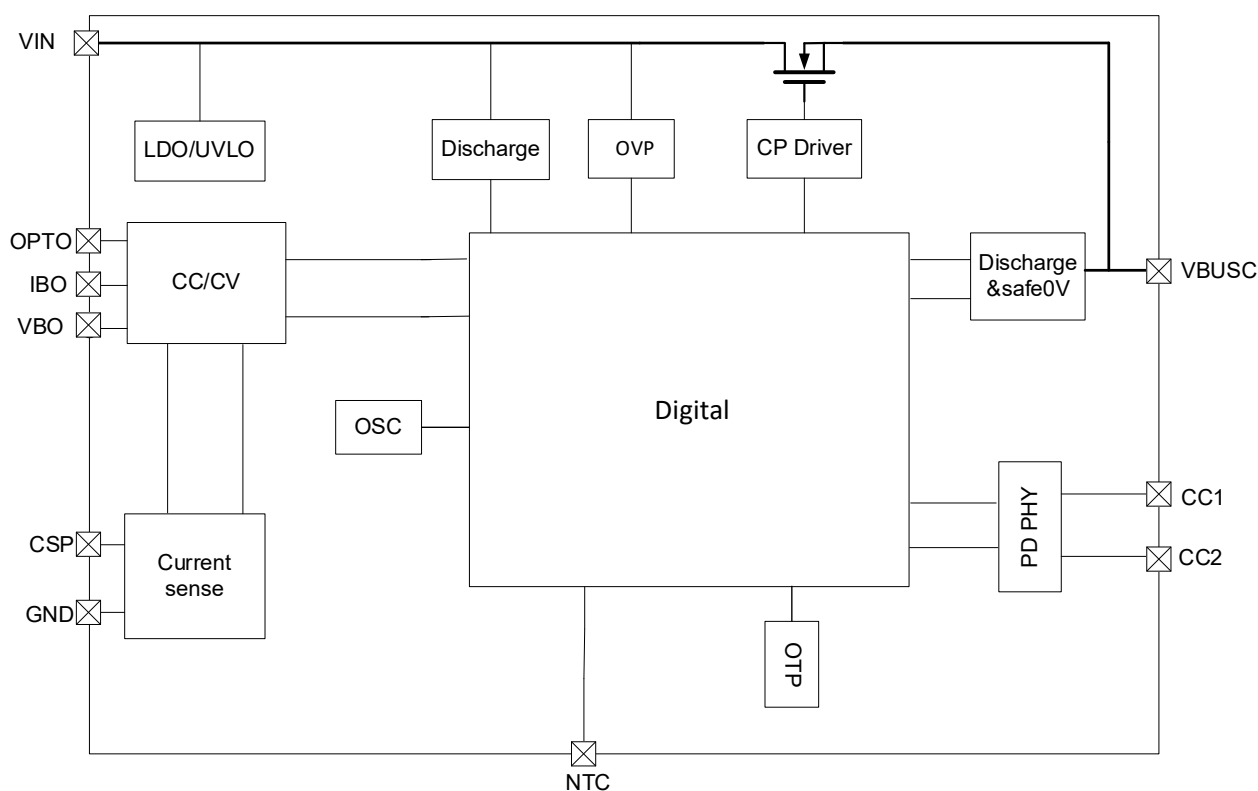 VIN
LDO/UVLO
Discharge
OVP
CP Driver
OPTO
IBO
VBO
CC/CV
Discharge
&safe0V
VBUSC
Digital
OSC
CSP
GND
Current
sense
PD PHY
CC1
CC2
OTP
NTC